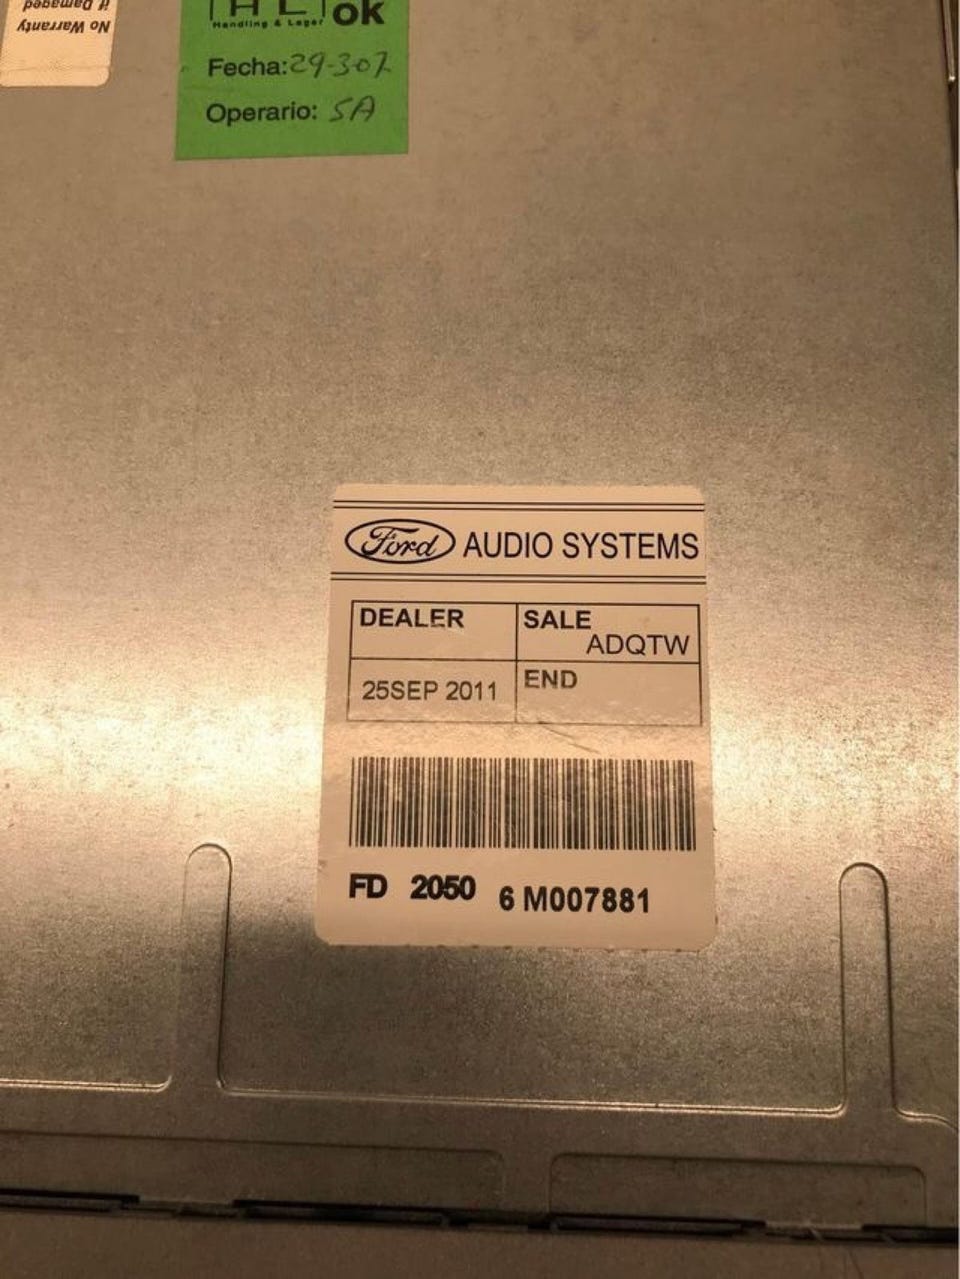 if Damaged
No Warranty
HL ok
Handling & Lager
Fecha: 29-307
Operario: SA
Ford AUDIO SYSTEMS
DEALER SALE
ADQTW
25SEP 2011 END
FD 2050 6 M007881